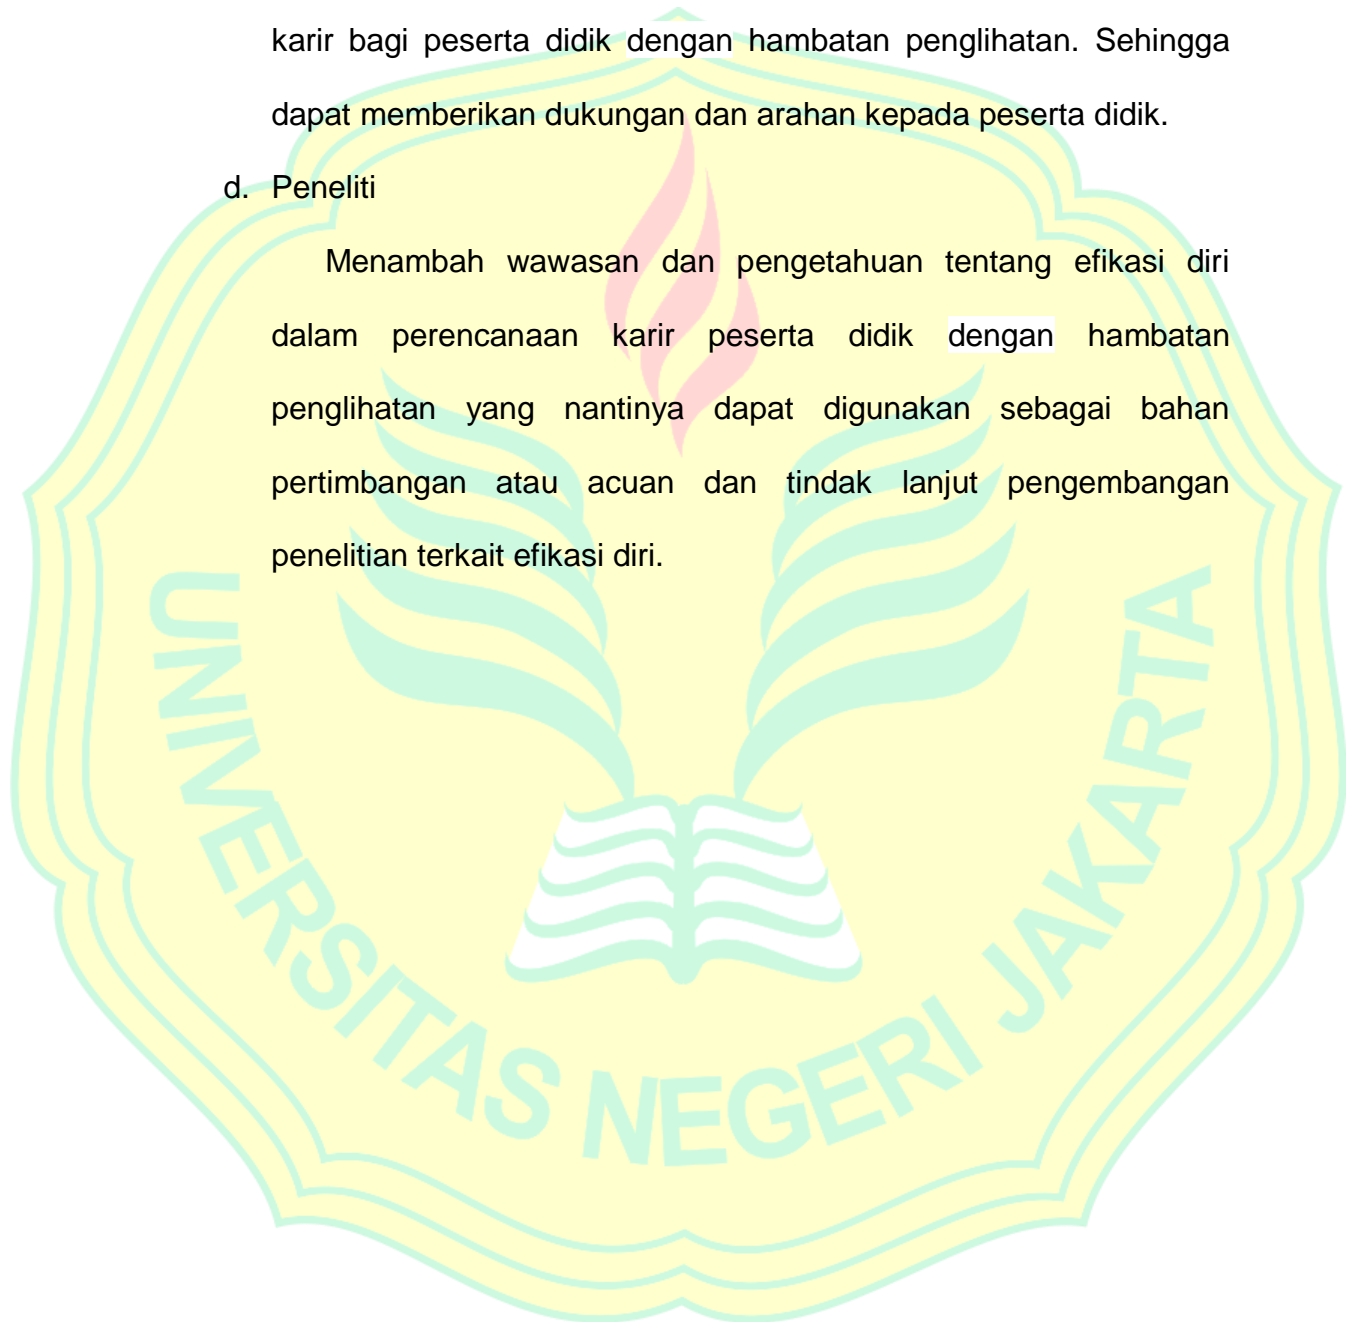 karir bagi peserta didik dengan hambatan penglihatan. Sehingga
dapat memberikan dukungan dan arahan kepada peserta didik.
d. Peneliti
Menambah wawasan dan pengetahuan tentang efikasi diri
dalam perencanaan karir peserta didik dengan hambatan
penglihatan yang nantinya dapat digunakan sebagai bahan
pertimbangan atau acuan dan tindak lanjut pengembangan
penelitian terkait efikasi diri.
UNIVERSITAS NEGERI JAKARTA